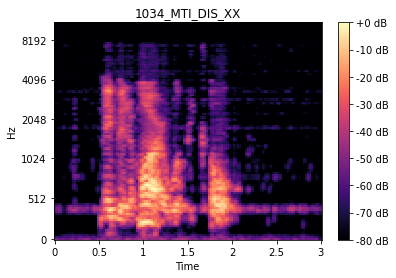 1034_MTI_DIS_XX
+0 dB
8192
-10 dB
4096
-20 dB
-30 dB
2048
Hz
-40 dB
1024
-50 dB
512
-60 dB
-70 dB
0
-80 dB
0 0.5 1 1.5 2 2.5 3
Time